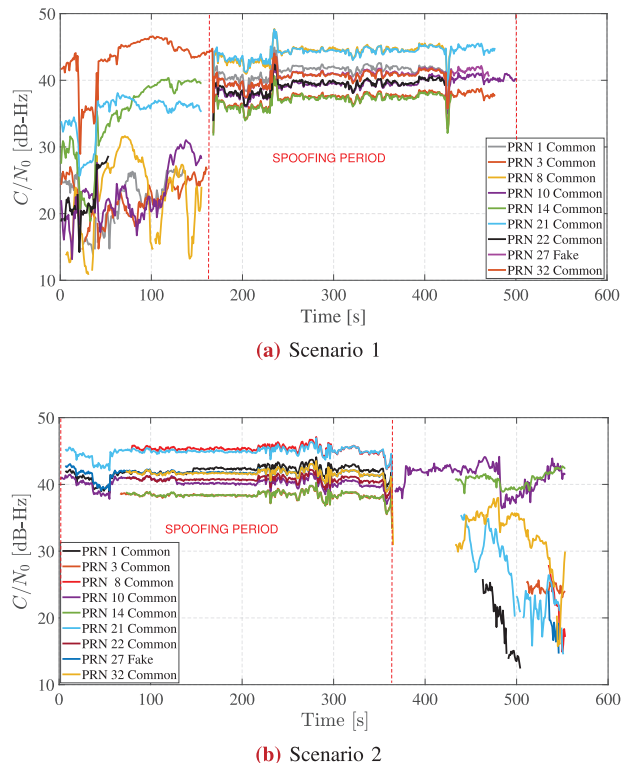 50
40
30
20
10
C/N0 [dB-Hz]
SPOOFING PERIOD
PRN 1 Common
PRN 3 Common
PRN 8 Common
PRN 10 Common
PRN 14 Common
PRN 21 Common
PRN 22 Common
PRN 27 Fake
PRN 32 Common
0 100 200 300 400 500 600
Time [s]
(a) Scenario 1
50
40
30
20
10
C/N0 [dB-Hz]
SPOOFING PERIOD
PRN 1 Common
PRN 3 Common
PRN 8 Common
PRN 10 Common
PRN 14 Common
PRN 21 Common
PRN 22 Common
PRN 27 Fake
PRN 32 Common
0 100 200 300 400 500 600
Time [s]
(b) Scenario 2